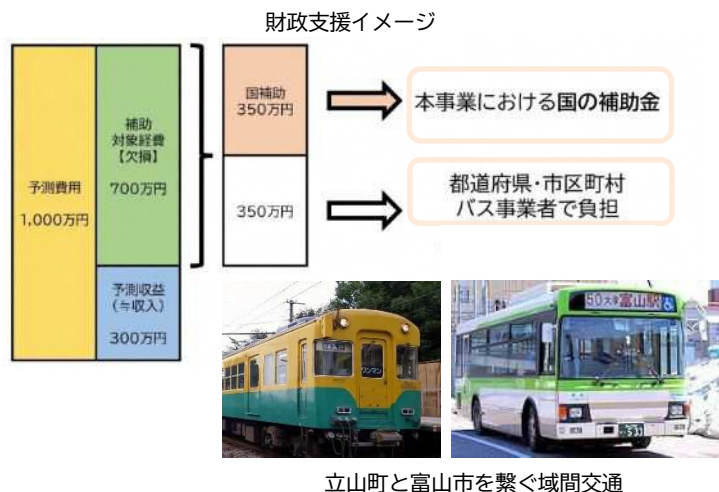 財政支援イメージ
予測費用
1,000万円
補助
対象経費
【欠損】
700万円
予測収益
(≒収入)
300万円
国補助
350万円
350万円
本事業における国の補助金
都道府県・市区町村
バス事業者で負担
ワンマン
50
富山駅
・533
立山町と富山市を繋ぐ域間交通